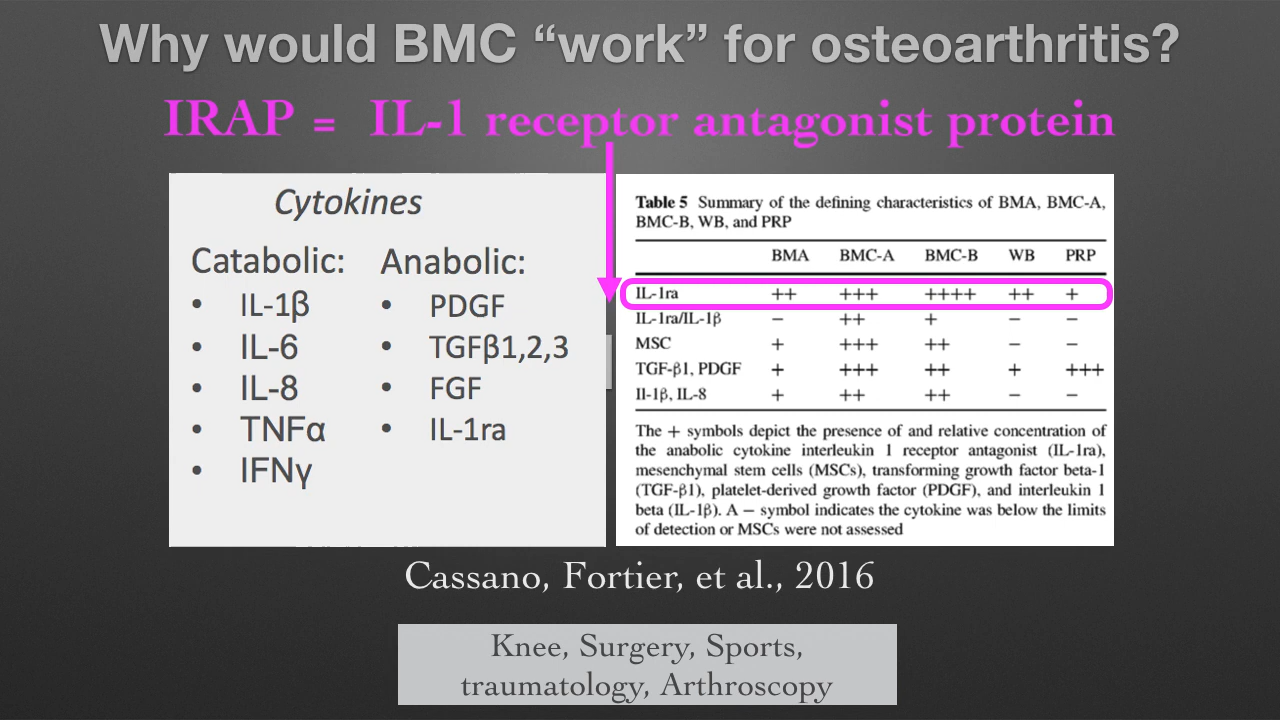 Why would BMC “work” for osteoarthritis?
IRAP = IL-1 receptor antagonist protein
Cytokines
Catabolic:
• IL-1β
• IL-6
• IL-8
• TNFα
• IFNγ
Anabolic:
• PDGF
• TGFβ1,2,3
• FGF
• IL-1ra
Table 5 Summary of the defining characteristics of BMA, BMC-A,
BMC-B, WB, and PRP
BMA BMC-A BMC-B WB PRP
IL-1ra ++ +++ ++++ ++ +
IL-1ra/IL-1β − ++ + − −
MSC + +++ ++ − −
TGF-β1, PDGF + +++ ++ + +++
Il-1β, IL-8 + ++ ++ − −
The + symbols depict the presence of and relative concentration of
the anabolic cytokine interleukin 1 receptor antagonist (IL-1ra),
mesenchymal stem cells (MSCs), transforming growth factor beta-1
(TGF-β1), platelet-derived growth factor (PDGF), and interleukin 1
beta (IL-1β). A − symbol indicates the cytokine was below the limits
of detection or MSCs were not assessed
Cassano, Fortier, et al., 2016
Knee, Surgery, Sports,
traumatology, Arthroscopy